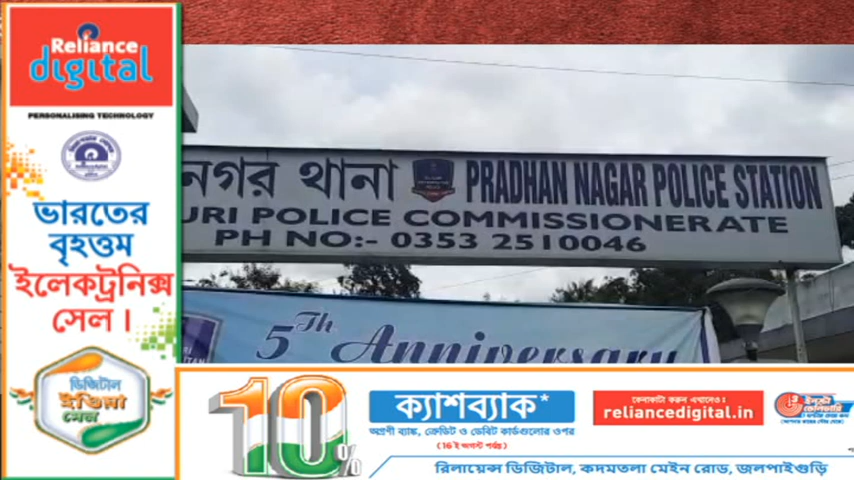 Reliance
digital
PERSONALISING TECHNOLOGY
ভারতের
বৃহত্তম
ইলেকট্রনিক্স
সেল।
ডিজিটাল
ইন্ডিয়া
সেল
নগর থানা PRADHAN NAGAR POLICE STATION
URI POLICE COMMISSIONERATE
PH NO:- 0353 2510046
5Th Anniversary
10%
ক্যাশব্যাক*
অগ্রণী ব্যাঙ্ক, ক্রেডিট ও ডেবিট কার্ডগুলোর ওপর
(16 ই অগস্ট পর্যন্ত)
কেনাকাটা করুন এখানেও:
reliancedigital.in
রিলায়েন্স ডিজিটাল, কদমতলা মেইন রোড, জলপাইগুড়ি